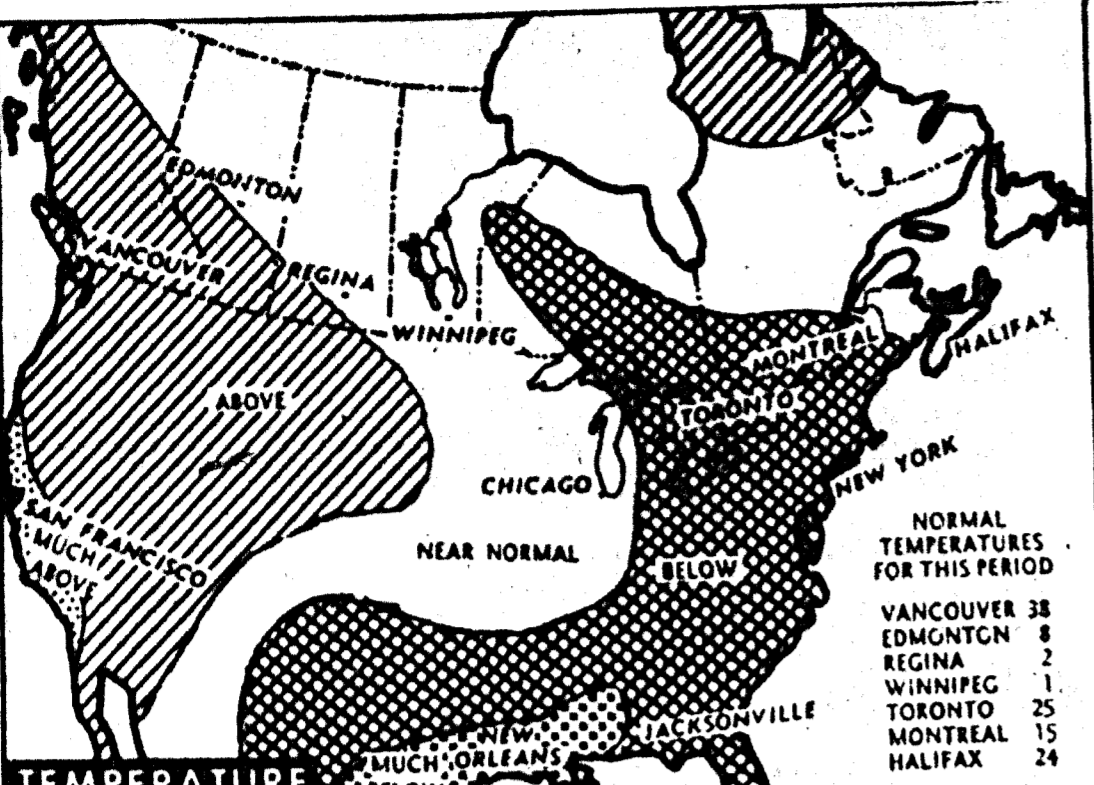 EDMONTON
VANCOUVER
REGINA
WINNIPEG
MONTREAL
HALIFAX
ABOVE
TORONTO
NEW YORK
CHICAGO
SAN FRANCISCO
MUCH
ABOVE
NEAR NORMAL
BELOW
NORMAL
TEMPERATURES
FOR THIS PERIOD
VANCOUVER 38
EDMONTON 8
REGINA 2
WINNIPEG 1
TORONTO 25
MONTREAL 15
HALIFAX 24
JACKSONVILLE
NEW
ORLEANS
MUCH
BELOW
TEMPERATURE